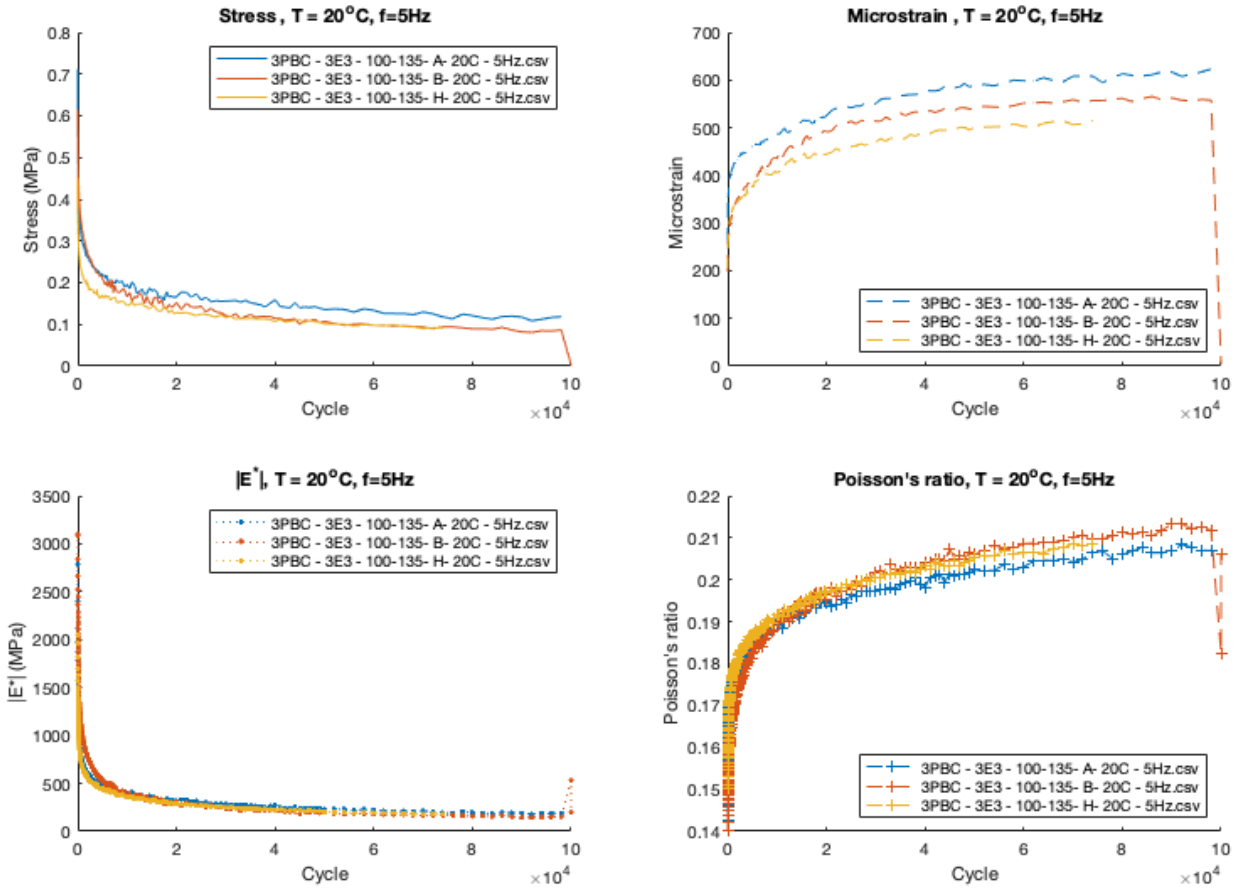 Stress , T = 20°C, f=5Hz
0.8
0.7
0.6
0.5
0.4
0.3
0.2
0.1
0
Stress (MPa)
3PBC - 3E3 - 100-135- A- 20C - 5Hz.csv
3PBC - 3E3 - 100-135- B- 20C - 5Hz.csv
3PBC - 3E3 - 100-135- H- 20C - 5Hz.csv
0 2 4 6 8 10
Cycle
×10⁴
Microstrain , T = 20°C, f=5Hz
700
600
500
400
300
200
100
0
Microstrain
3PBC - 3E3 - 100-135- A- 20C - 5Hz.csv
3PBC - 3E3 - 100-135- B- 20C - 5Hz.csv
3PBC - 3E3 - 100-135- H- 20C - 5Hz.csv
0 2 4 6 8 10
Cycle
×10⁴
|E*|, T = 20°C, f=5Hz
3500
3000
2500
2000
1500
1000
500
0
|E*| (MPa)
3PBC - 3E3 - 100-135- A- 20C - 5Hz.csv
3PBC - 3E3 - 100-135- B- 20C - 5Hz.csv
3PBC - 3E3 - 100-135- H- 20C - 5Hz.csv
0 2 4 6 8 10
Cycle
×10⁴
Poisson's ratio, T = 20°C, f=5Hz
0.22
0.21
0.2
0.19
0.18
0.17
0.16
0.15
0.14
Poisson's ratio
3PBC - 3E3 - 100-135- A- 20C - 5Hz.csv
3PBC - 3E3 - 100-135- B- 20C - 5Hz.csv
3PBC - 3E3 - 100-135- H- 20C - 5Hz.csv
0 2 4 6 8 10
Cycle
×10⁴